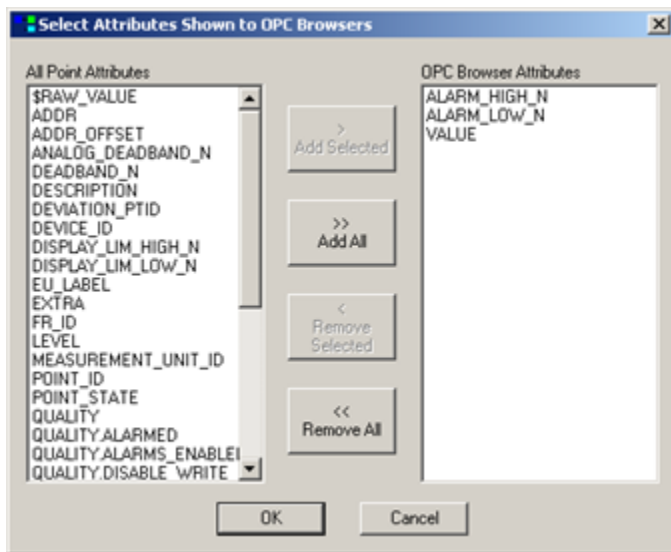 Select Attributes Shown to OPC Browsers
All Point Attributes
$RAW_VALUE
ADDR
ADDR_OFFSET
ANALOG_DEADBAND_N
DEADBAND_N
DESCRIPTION
DEVIATION_PTID
DEVICE_ID
DISPLAY_LIM_HIGH_N
DISPLAY_LIM_LOW_N
EU_LABEL
EXTRA
FR_ID
LEVEL
MEASUREMENT_UNIT_ID
POINT_ID
POINT_STATE
QUALITY
QUALITY.ALARMED
QUALITY.ALARMS_ENABLE
QUALITY.DISABLE_WRITE
>
Add Selected
>>
Add All
<
Remove
Selected
<<
Remove All
OPC Browser Attributes
ALARM_HIGH_N
ALARM_LOW_N
VALUE
OK
Cancel